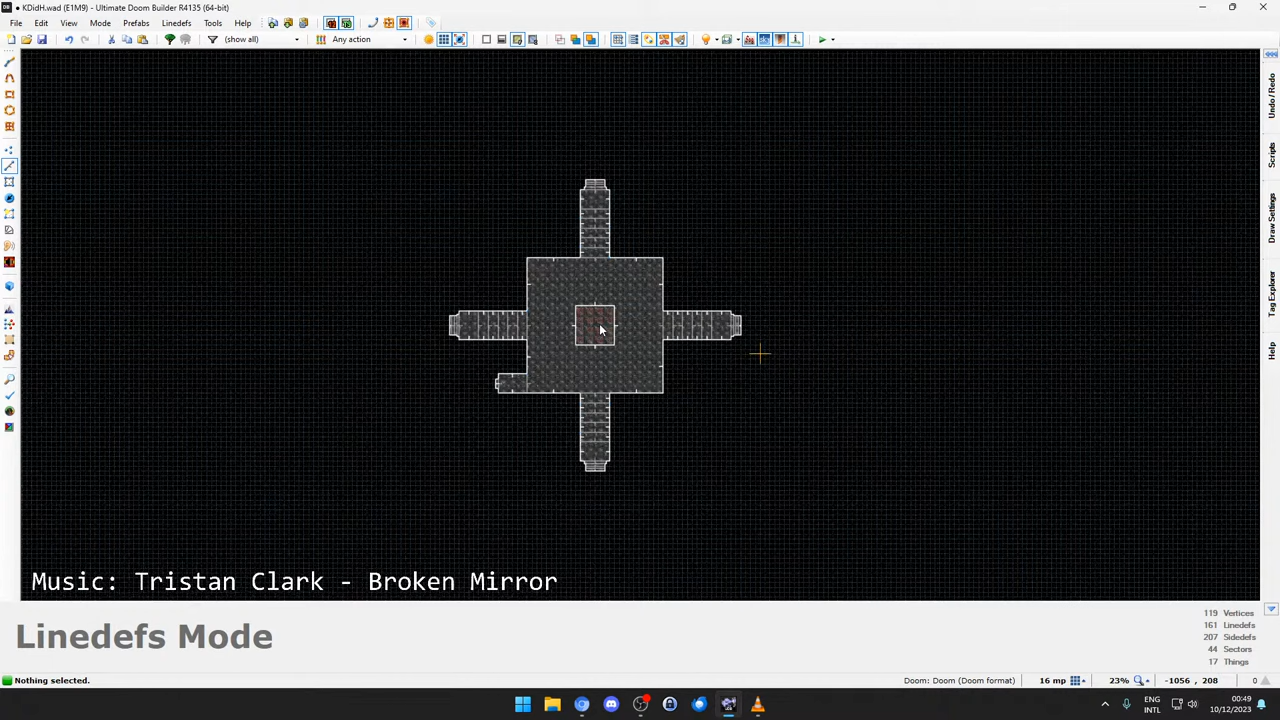 KDidH.wad (E1M9) - Ultimate Doom Builder R4135 (64-bit)
File Edit View Mode Prefabs Linedefs Tools Help
(show all) Any action
Undo / Redo
Scripts
Draw Settings
Tag Explorer
Help
Music: Tristan Clark - Broken Mirror
Linedefs Mode
119 Vertices
161 Linedefs
207 Sidedefs
44 Sectors
17 Things
Nothing selected.
Doom: Doom (Doom format) 16 mp 23% -1056 , 208 0
ENG
INTL
00:49
10/12/2023